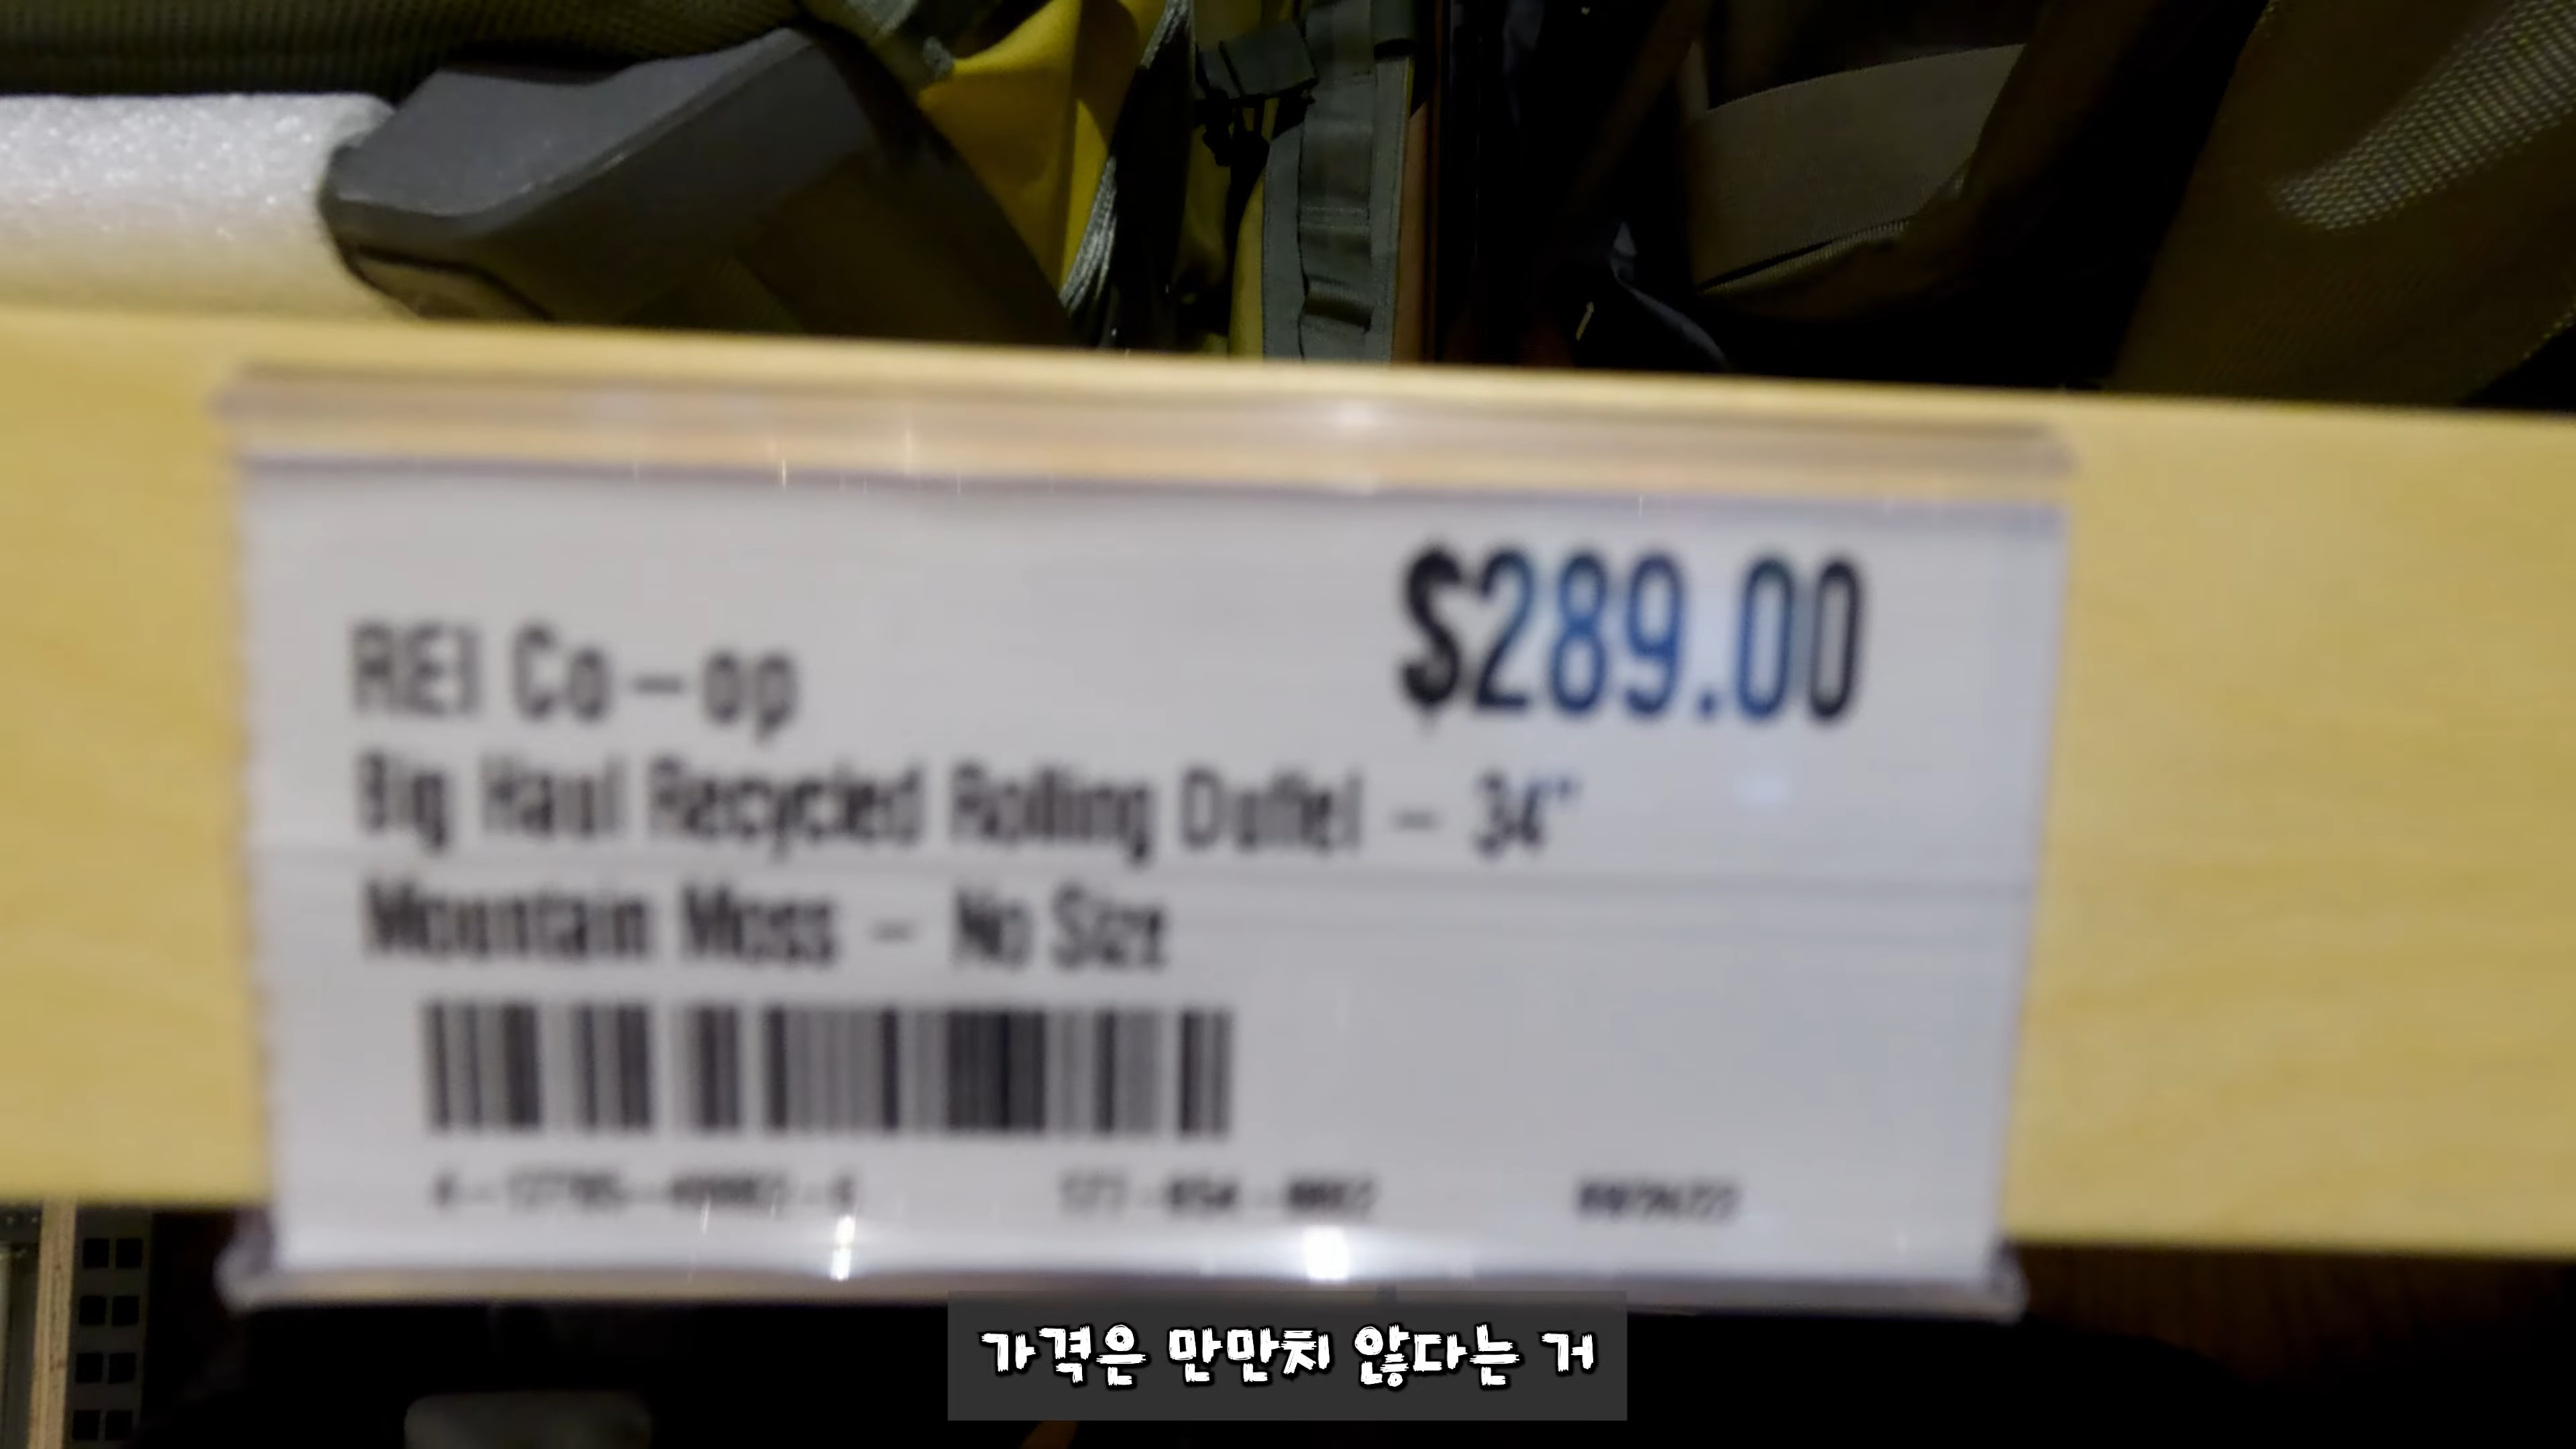 $289.00
REI Co-op
Big Haul Recycled Rolling Duffel - 34"
Mountain Moss - No Size
가격은 만만치 않다는 거